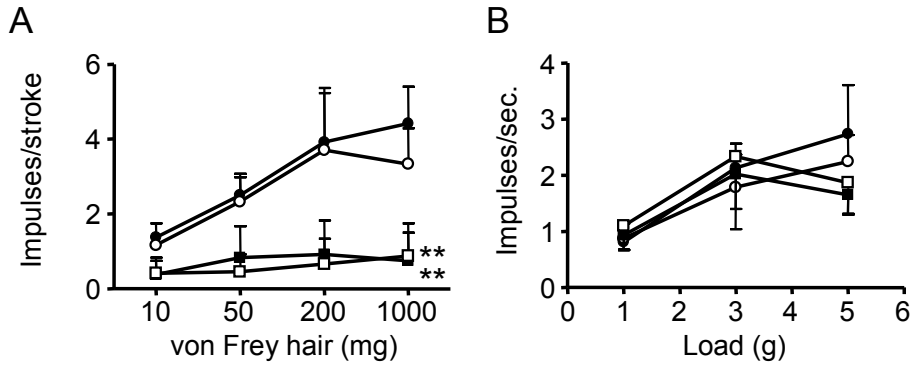 A
Impulses/stroke
6
4
2
0
**
**
10 50 200 1000
von Frey hair (mg)
B
Impulses/sec.
4
3
2
1
0
0 1 2 3 4 5 6
Load (g)